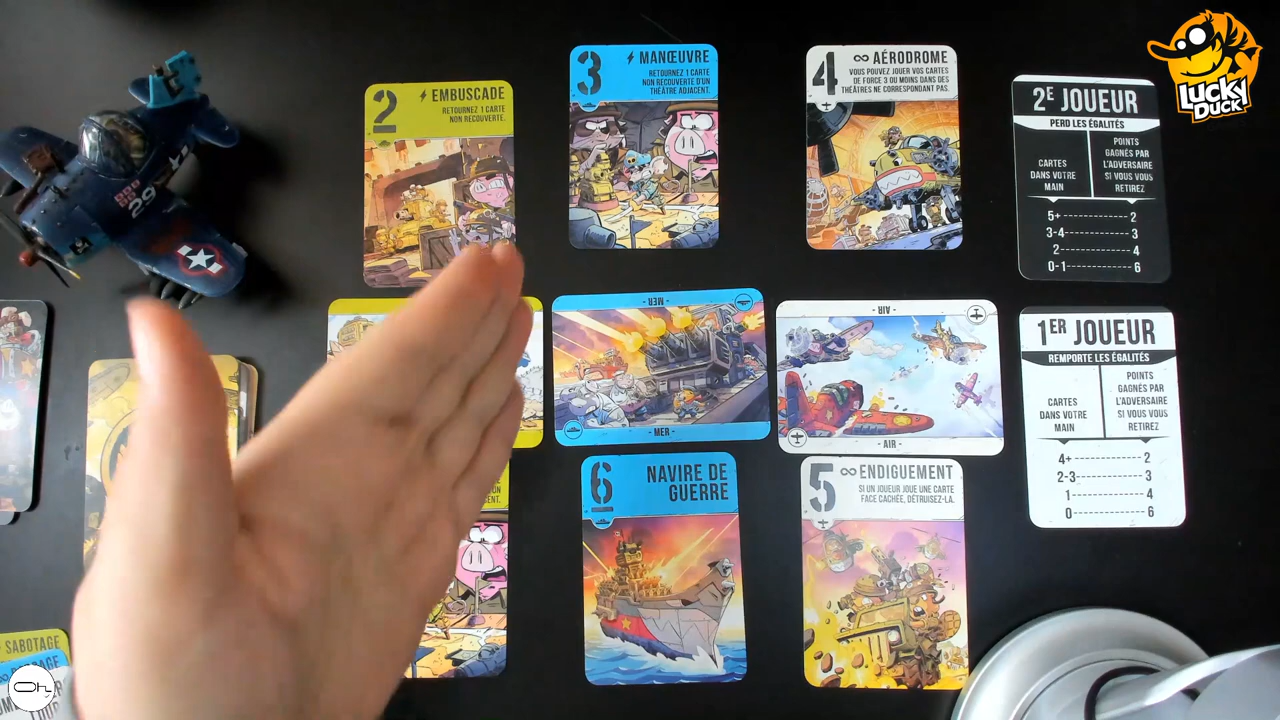 2
EMBUSCADE
RETOURNEZ 1 CARTE
NON RECOUVERTE.
3
MANŒUVRE
RETOURNEZ 1 CARTE
NON RECOUVERTE D'UN
THÉÂTRE ADJACENT.
4
∞ AÉRODROME
VOUS POUVEZ JOUER VOS CARTES
DE FORCE 3 OU MOINS DANS DES
THÉÂTRES NE CORRESPONDANT PAS.
2E JOUEUR
PERD LES ÉGALITÉS
CARTES
DANS VOTRE
MAIN
POINTS
GAGNÉS PAR
L'ADVERSAIRE
SI VOUS VOUS
RETIREZ
5+ ------------ 2
3-4 ------------ 3
2 ------------ 4
0-1 ------------ 6
LUCKY
DUCK
29
- MER -
- MER -
- AIR -
- AIR -
1ER JOUEUR
REMPORTE LES ÉGALITÉS
CARTES
DANS VOTRE
MAIN
POINTS
GAGNÉS PAR
L'ADVERSAIRE
SI VOUS VOUS
RETIREZ
4+ ------------ 2
2-3 ------------ 3
1 ------------ 4
0 ------------ 6
6
NAVIRE DE
GUERRE
5
∞ ENDIGUEMENT
SI UN JOUEUR JOUE UNE CARTE
FACE CACHÉE, DÉTRUISEZ-LA.
SABOTAGE
Oh